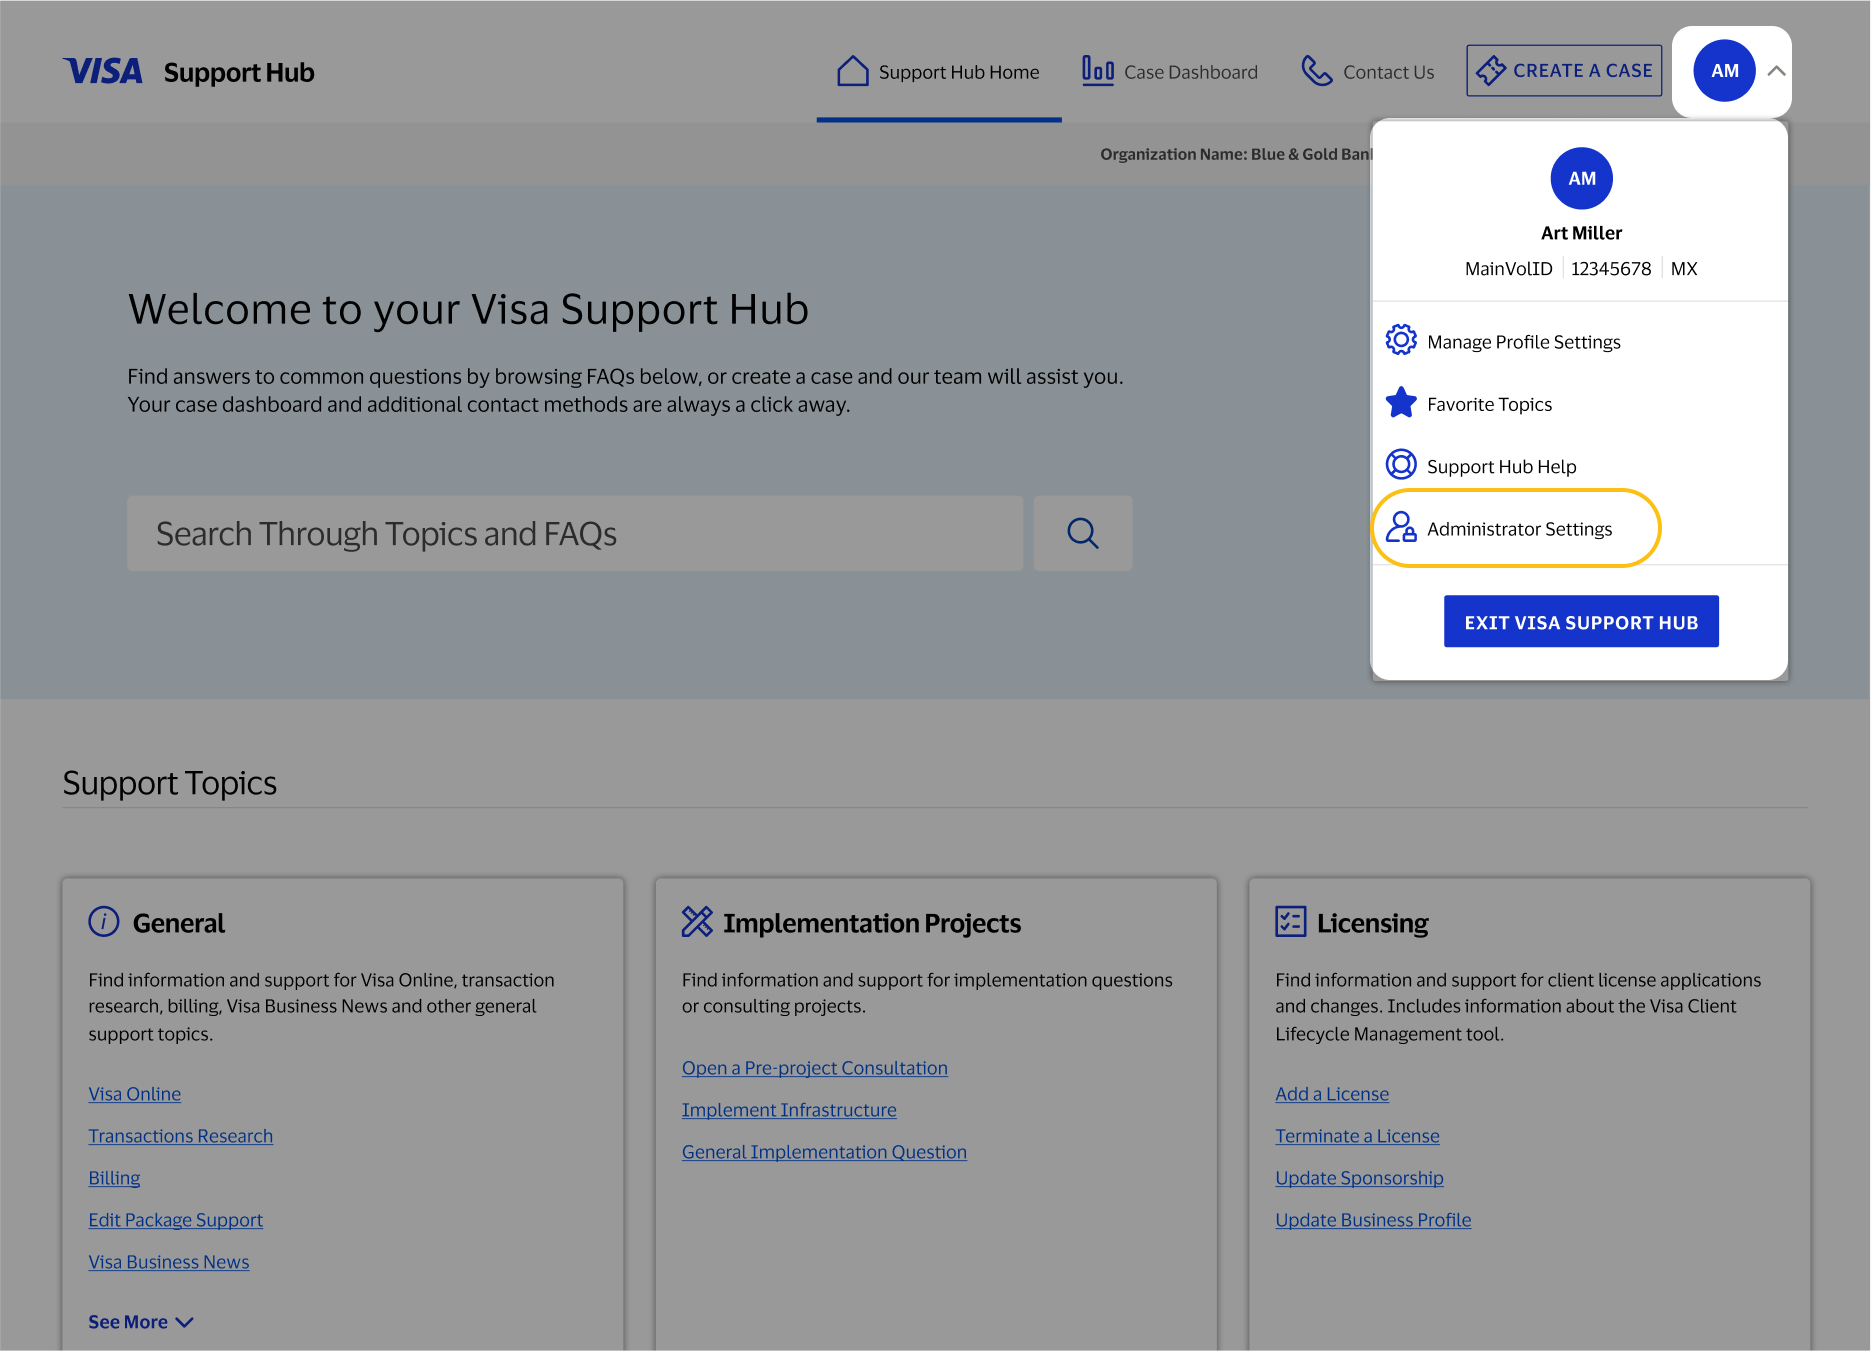 VISA Support Hub
Support Hub Home
Case Dashboard
Contact Us
CREATE A CASE
AM
Organization Name: Blue & Gold Bank
AM
Art Miller
MainVolID 12345678 MX
Manage Profile Settings
Favorite Topics
Support Hub Help
Administrator Settings
EXIT VISA SUPPORT HUB
Welcome to your Visa Support Hub
Find answers to common questions by browsing FAQs below, or create a case and our team will assist you.
Your case dashboard and additional contact methods are always a click away.
Search Through Topics and FAQs
Support Topics
General
Find information and support for Visa Online, transaction
research, billing, Visa Business News and other general
support topics.
Visa Online
Transactions Research
Billing
Edit Package Support
Visa Business News
See More
Implementation Projects
Find information and support for implementation questions
or consulting projects.
Open a Pre-project Consultation
Implement Infrastructure
General Implementation Question
Licensing
Find information and support for client license applications
and changes. Includes information about the Visa Client
Lifecycle Management tool.
Add a License
Terminate a License
Update Sponsorship
Update Business Profile